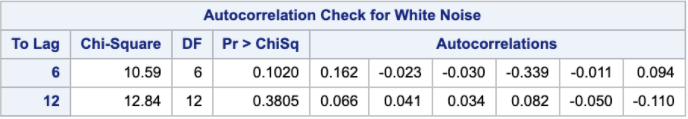 Autocorrelation Check for White Noise
To Lag Chi-Square DF Pr > ChiSq Autocorrelations
6 10.59 6 0.1020 0.162 -0.023 -0.030 -0.339 -0.011 0.094
12 12.84 12 0.3805 0.066 0.041 0.034 0.082 -0.050 -0.110